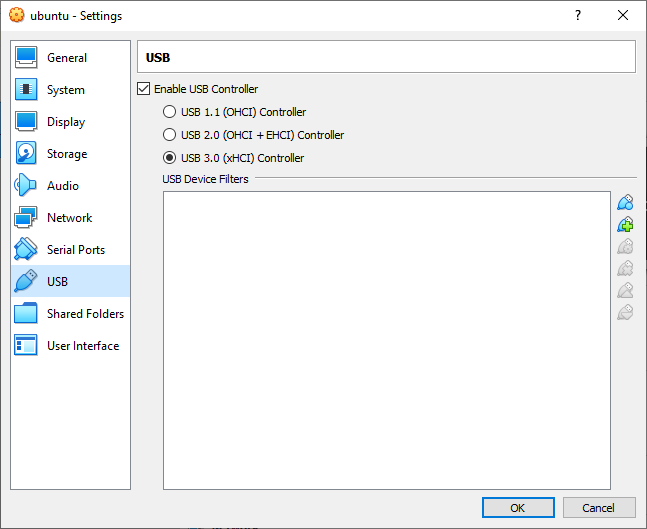 ubuntu - Settings
?
General
System
Display
Storage
Audio
Network
Serial Ports
USB
Shared Folders
User Interface
USB
Enable USB Controller
USB 1.1 (OHCI) Controller
USB 2.0 (OHCI + EHCI) Controller
USB 3.0 (xHCI) Controller
USB Device Filters
OK
Cancel